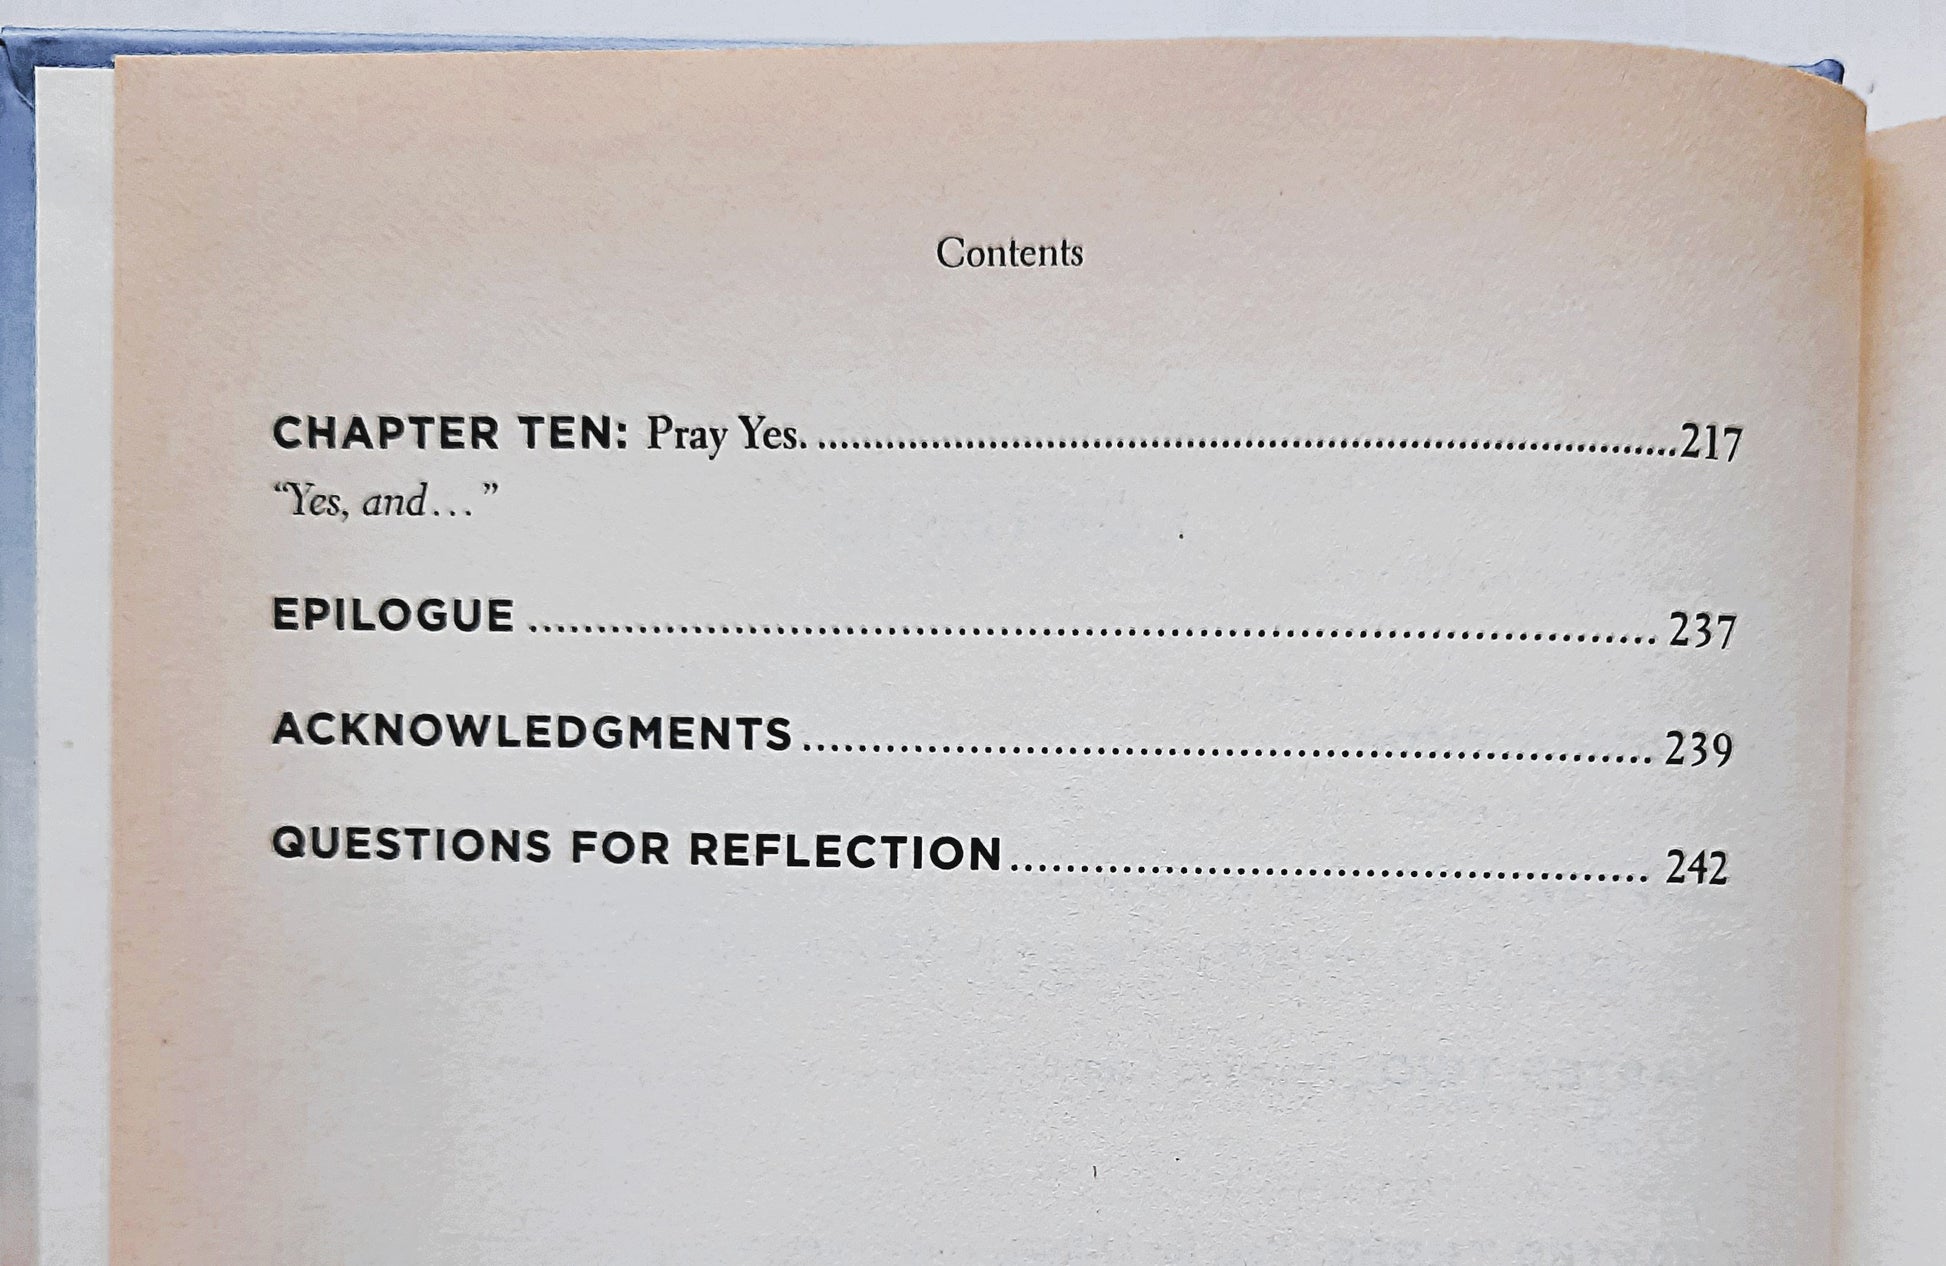 Contents
CHAPTER TEN: Pray Yes. ........................................................................217
"Yes, and . . . "
EPILOGUE ................................................................................ 237
ACKNOWLEDGMENTS ............................................................ 239
QUESTIONS FOR REFLECTION ............................................. 242